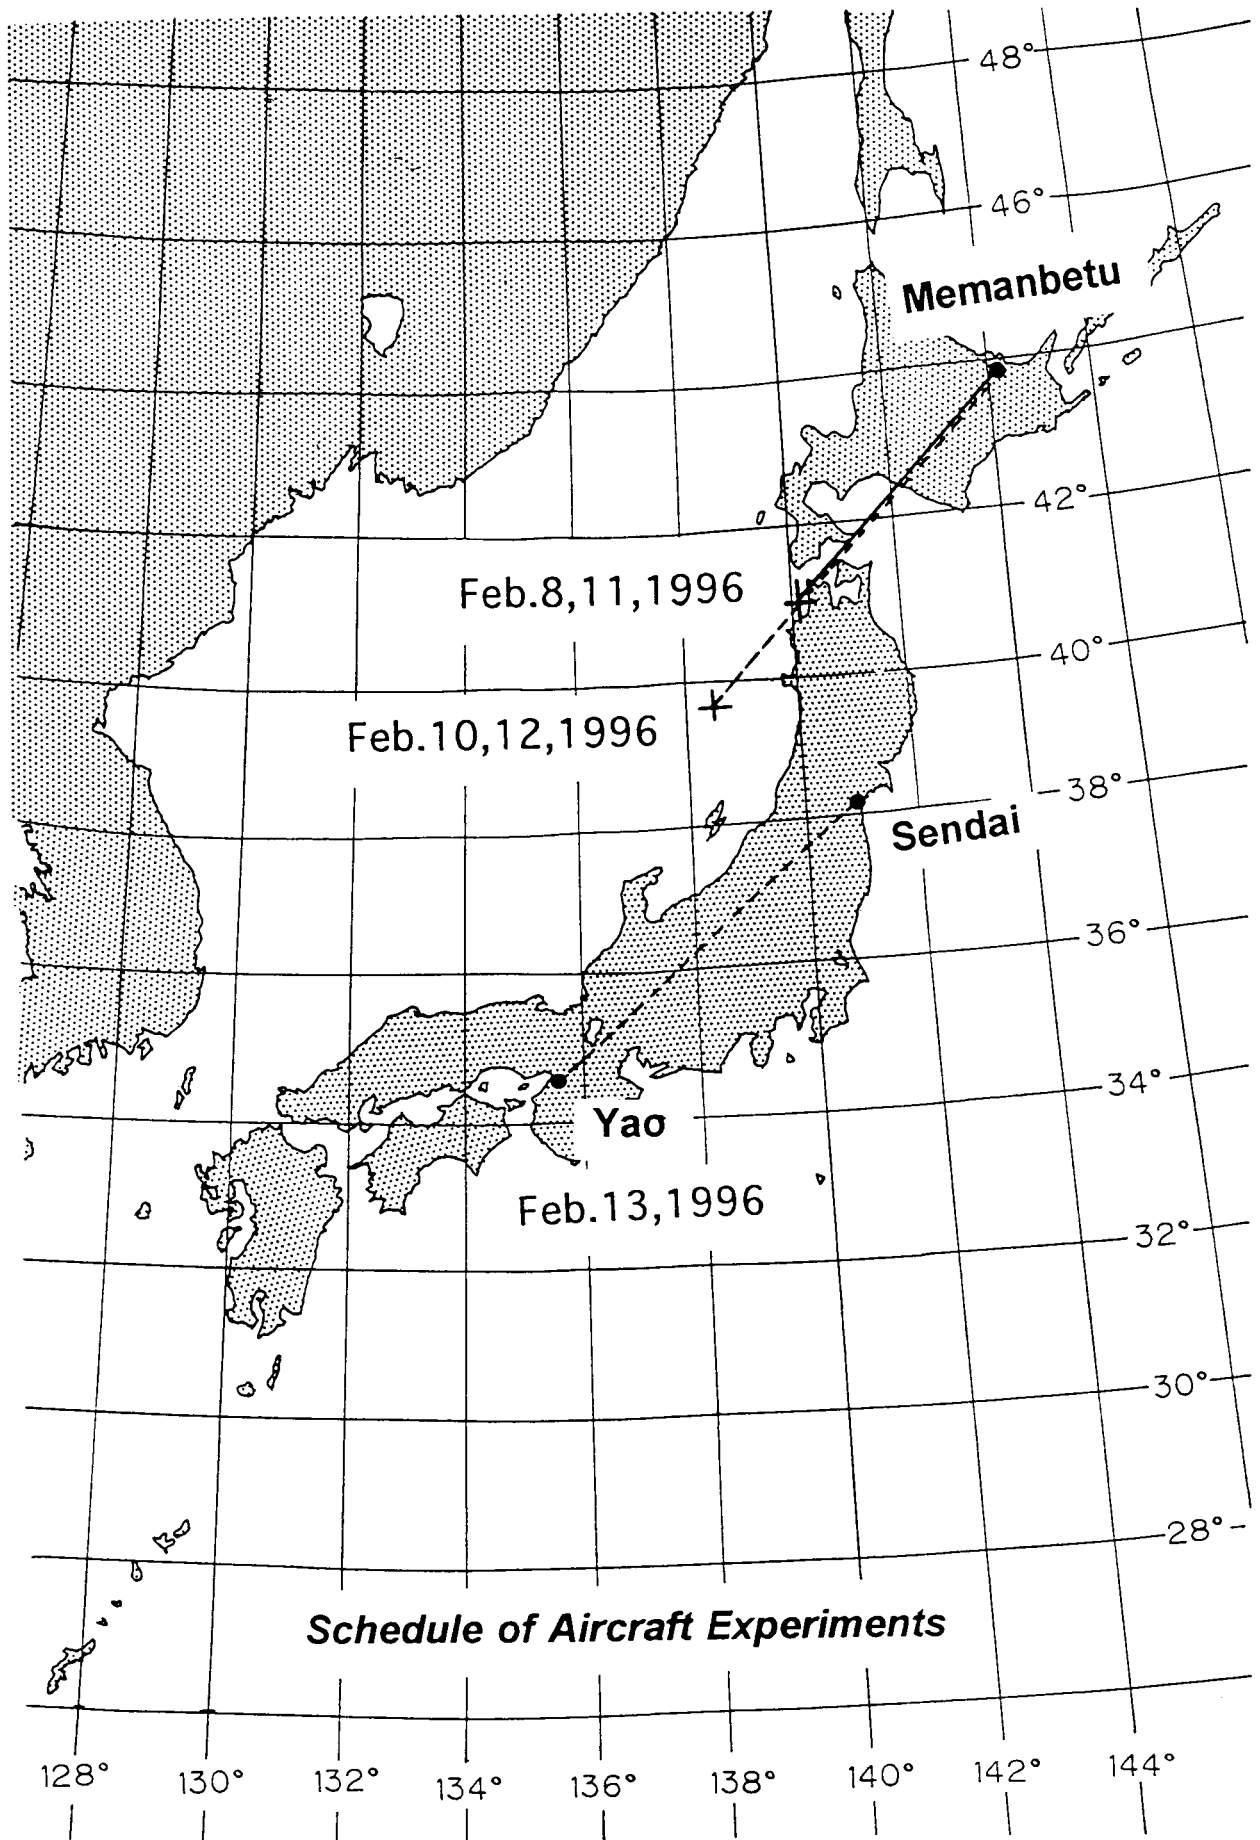 48°
46°
Memanbetu
42°
Feb.8,11,1996
40°
Feb.10,12,1996
38°
Sendai
36°
34°
Yao
Feb.13,1996
32°
30°
28°
Schedule of Aircraft Experiments
128° 130° 132° 134° 136° 138° 140° 142° 144°